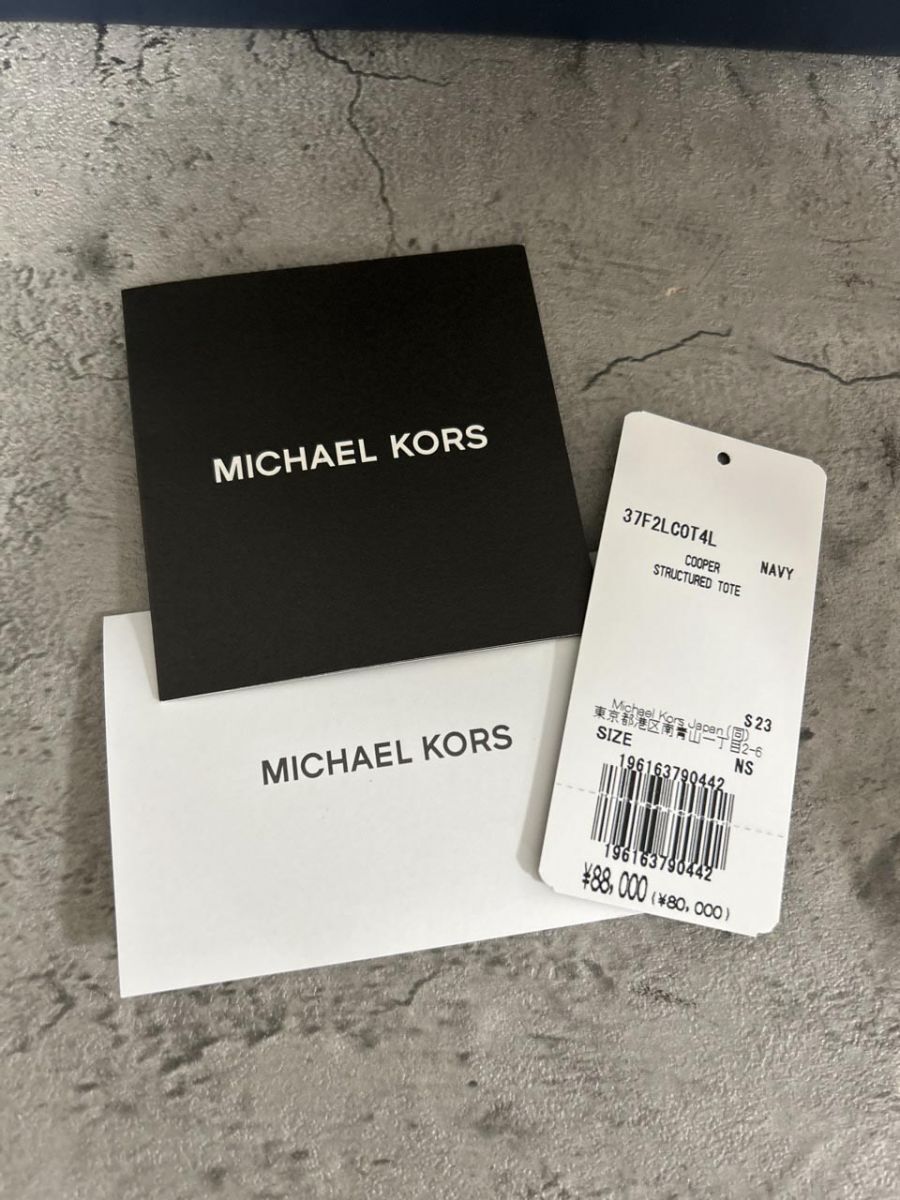 MICHAEL KORS
MICHAEL KORS
37F2LCOT4L
COOPER NAVY
STRUCTURED TOTE
S23
Michael Kors Japan(同)
東京都港区南青山一丁目2-6
SIZE NS
196163790442
196163790442
¥88,000 (¥80,000)